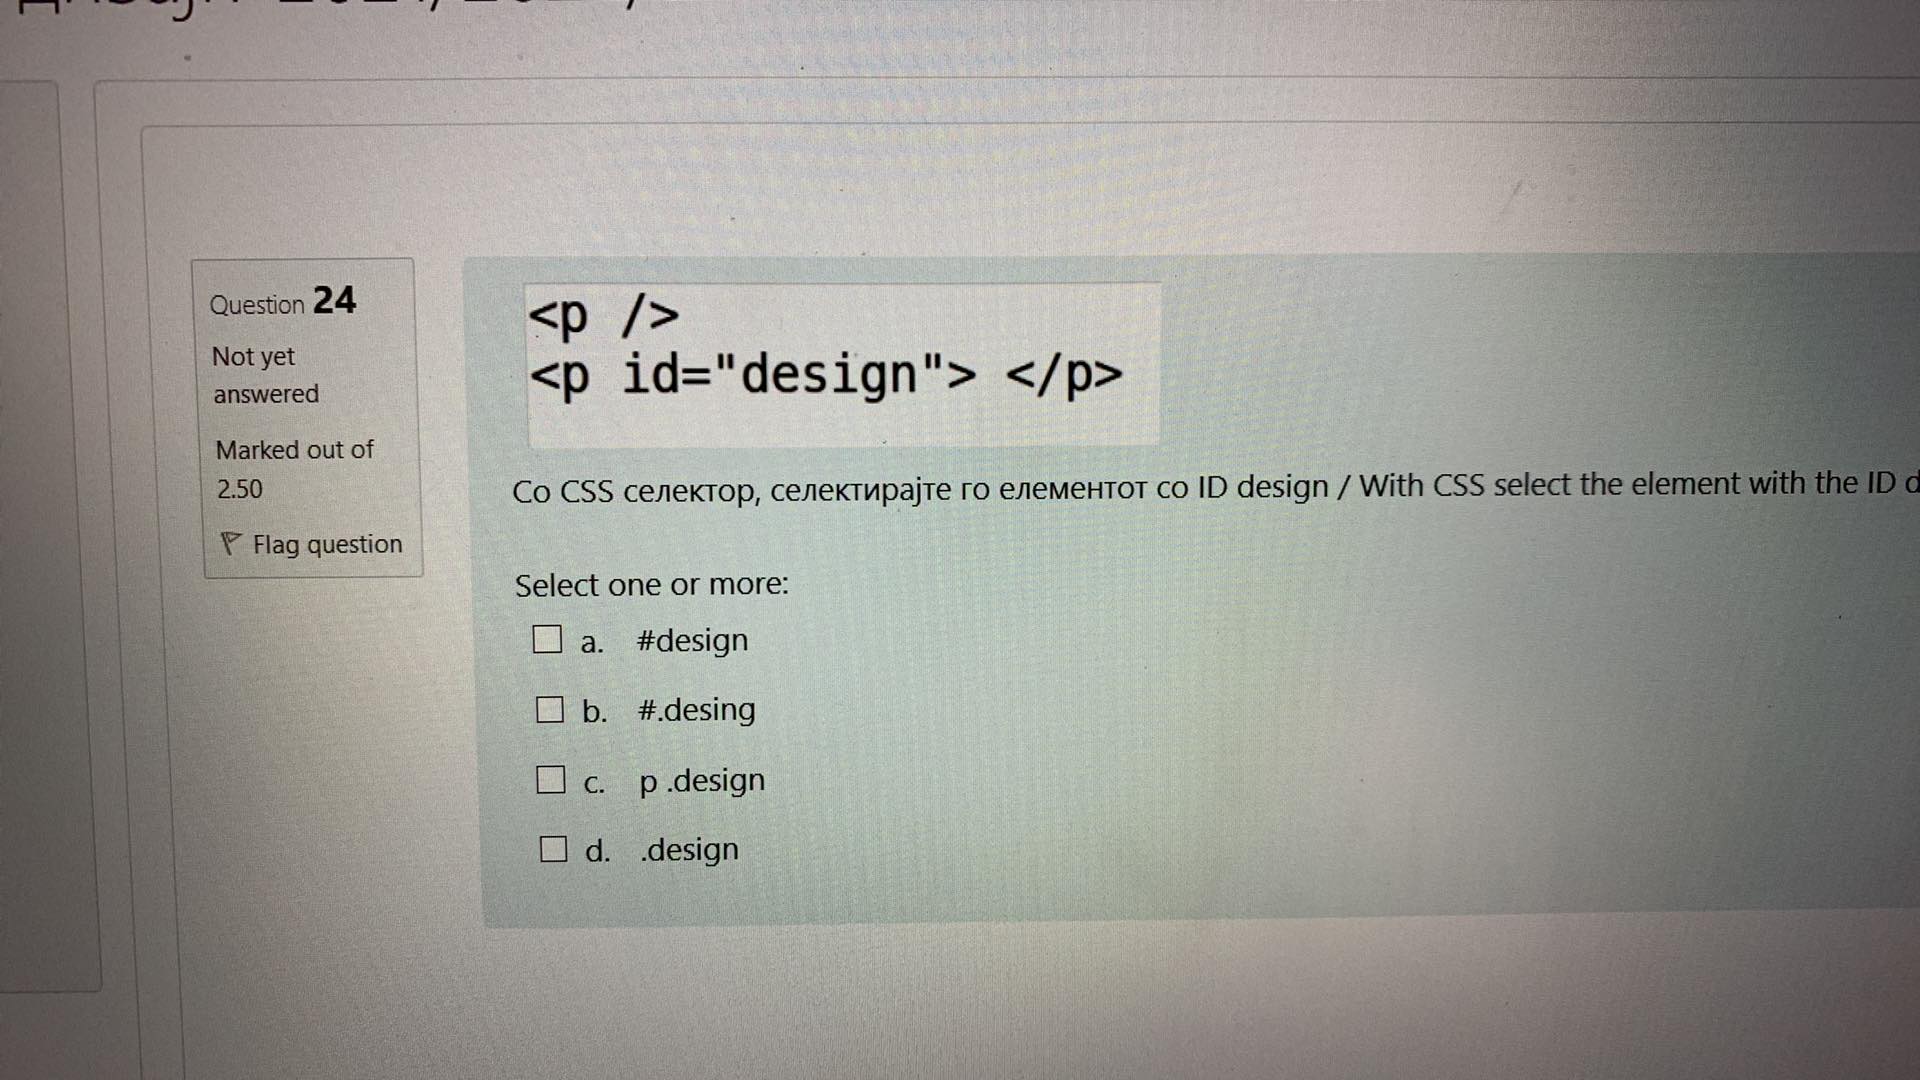 Question 24
Not yet
answered
Marked out of
2.50
Flag question
<p />
<p id="design"> </p>
Со CSS селектор, селектирајте го елементот со ID design / With CSS select the element with the ID
Select one or more:
a. #design
b. #.desing
c. p .design
d. .design